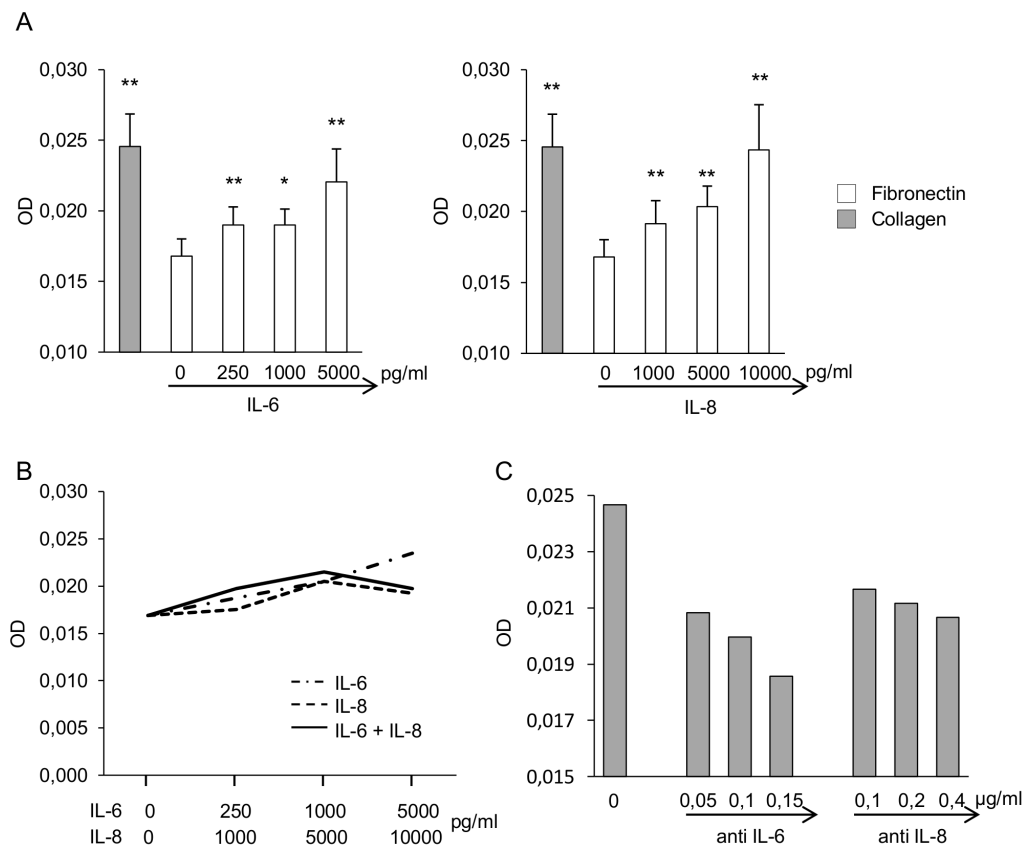 A
0,030
0,025
0,020
0,015
0,010
OD
**
**
*
**
0 250 1000 5000 pg/ml
IL-6
0,030
0,025
0,020
0,015
0,010
OD
**
**
**
**
0 1000 5000 10000 pg/ml
IL-8
Fibronectin
Collagen
B
0,030
0,025
0,020
0,015
0,010
0,005
0,000
OD
IL-6
IL-8
IL-6 + IL-8
IL-6 0 250 1000 5000
IL-8 0 1000 5000 10000
pg/ml
C
0,025
0,023
0,021
0,019
0,017
0,015
OD
0 0,05 0,1 0,15 0,1 0,2 0,4 µg/ml
anti IL-6 anti IL-8